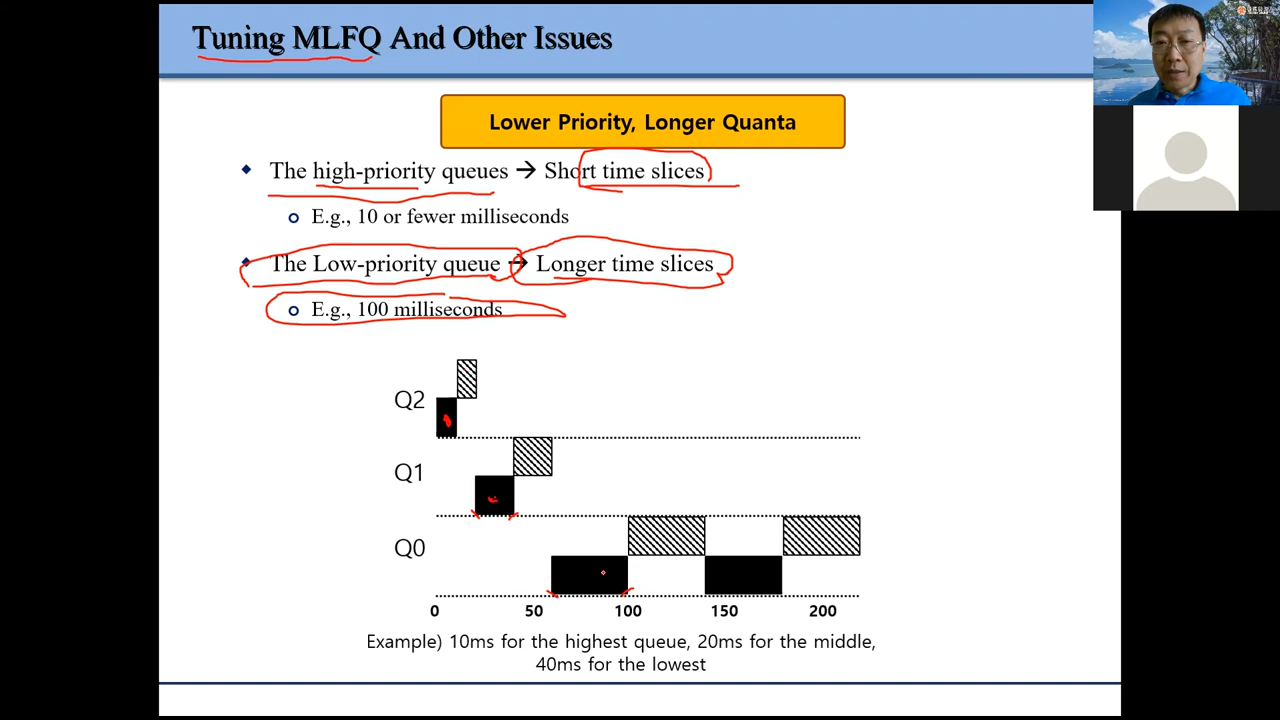 Tuning MLFQ And Other Issues
Lower Priority, Longer Quanta
The high-priority queues → Short time slices
E.g., 10 or fewer milliseconds
The Low-priority queue → Longer time slices
E.g., 100 milliseconds
Q2
Q1
Q0
0 50 100 150 200
Example) 10ms for the highest queue, 20ms for the middle,
40ms for the lowest